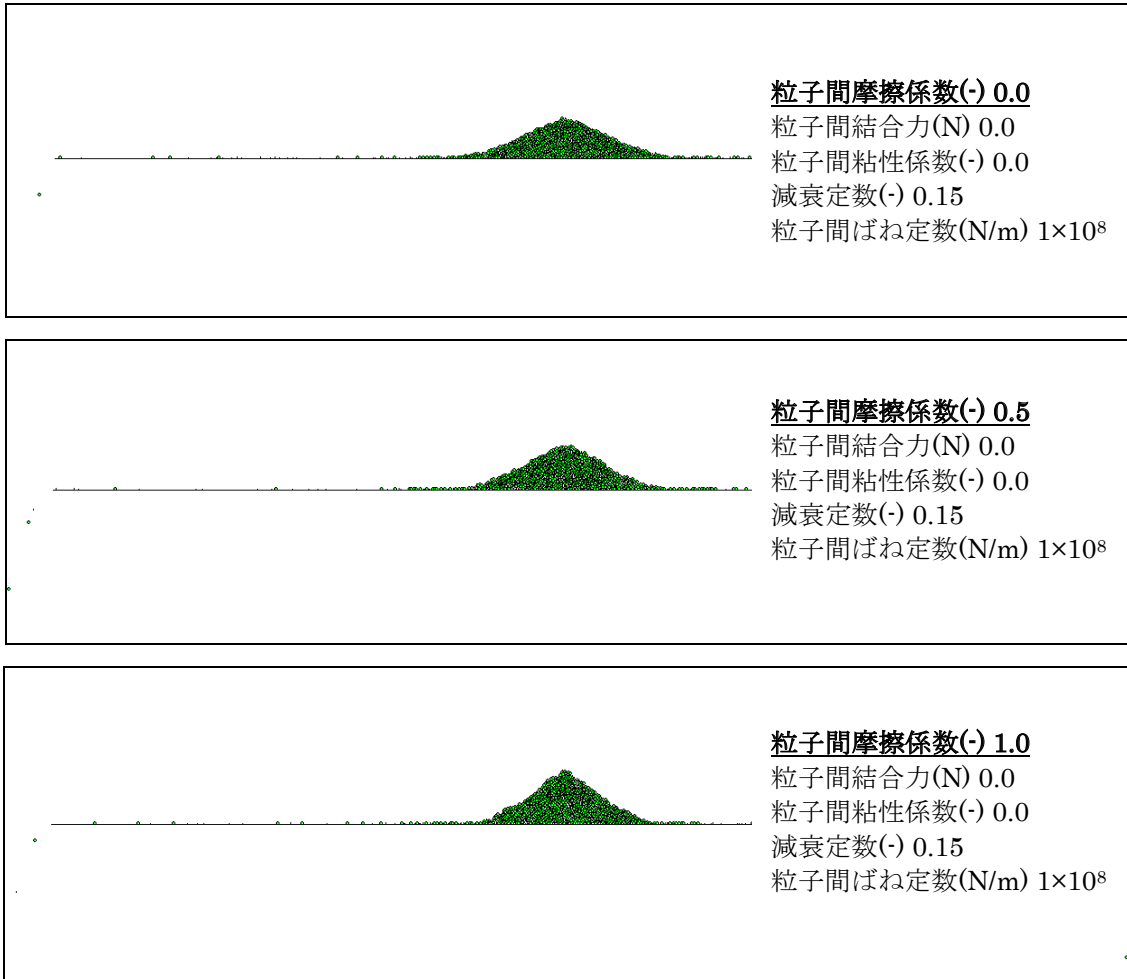 粒子間摩擦係数(-) 0.0
粒子間結合力(N) 0.0
粒子間粘性係数(-) 0.0
減衰定数(-) 0.15
粒子間ばね定数(N/m) 1×10⁸
粒子間摩擦係数(-) 0.5
粒子間結合力(N) 0.0
粒子間粘性係数(-) 0.0
減衰定数(-) 0.15
粒子間ばね定数(N/m) 1×10⁸
粒子間摩擦係数(-) 1.0
粒子間結合力(N) 0.0
粒子間粘性係数(-) 0.0
減衰定数(-) 0.15
粒子間ばね定数(N/m) 1×10⁸